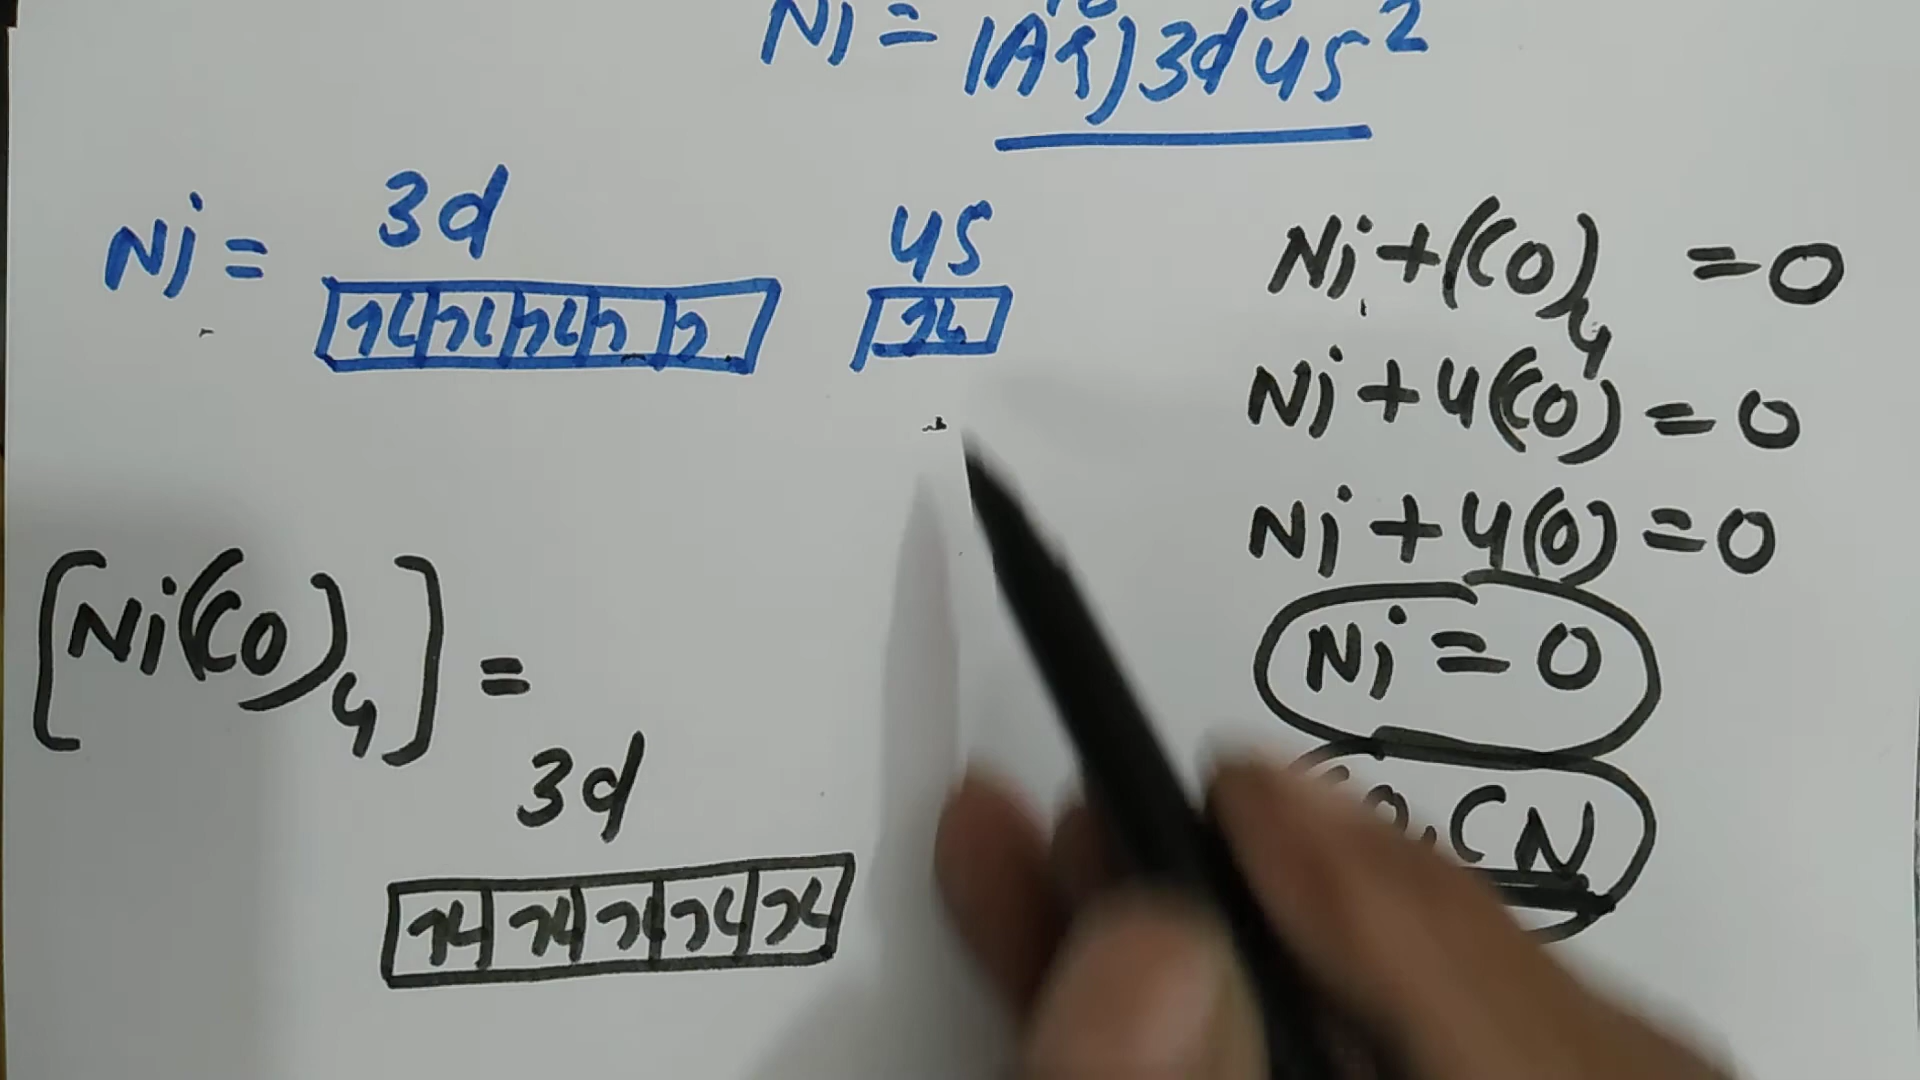 Ni = (Ar) 3d⁸ 4s²
Ni =
3d
4s
Ni + (CO)₄ = 0
Ni + 4(CO) = 0
Ni + 4(0) = 0
Ni = 0
CN
[Ni(CO)₄] =
3d